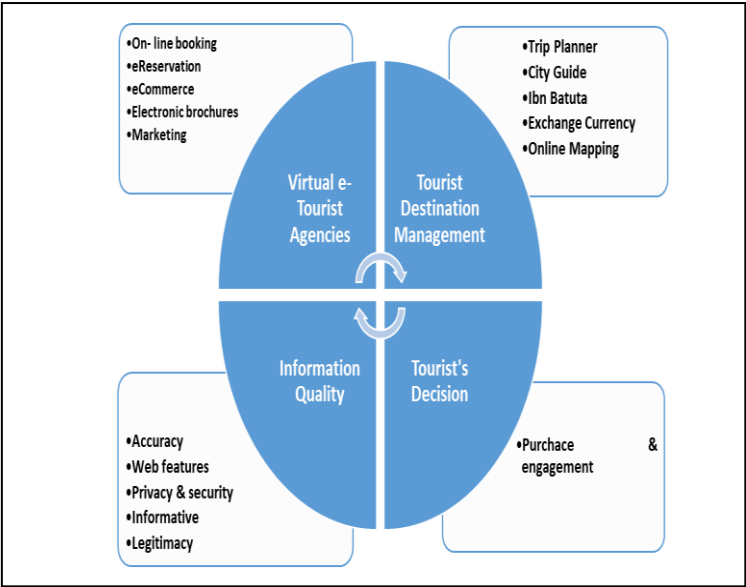 •On- line booking
•eReservation
•eCommerce
•Electronic brochures
•Marketing
•Trip Planner
•City Guide
•Ibn Batuta
•Exchange Currency
•Online Mapping
Virtual e-
Tourist
Agencies
Tourist
Destination
Management
Information
Quality
Tourist's
Decision
•Accuracy
•Web features
•Privacy & security
•Informative
•Legitimacy
•Purchace &
engagement